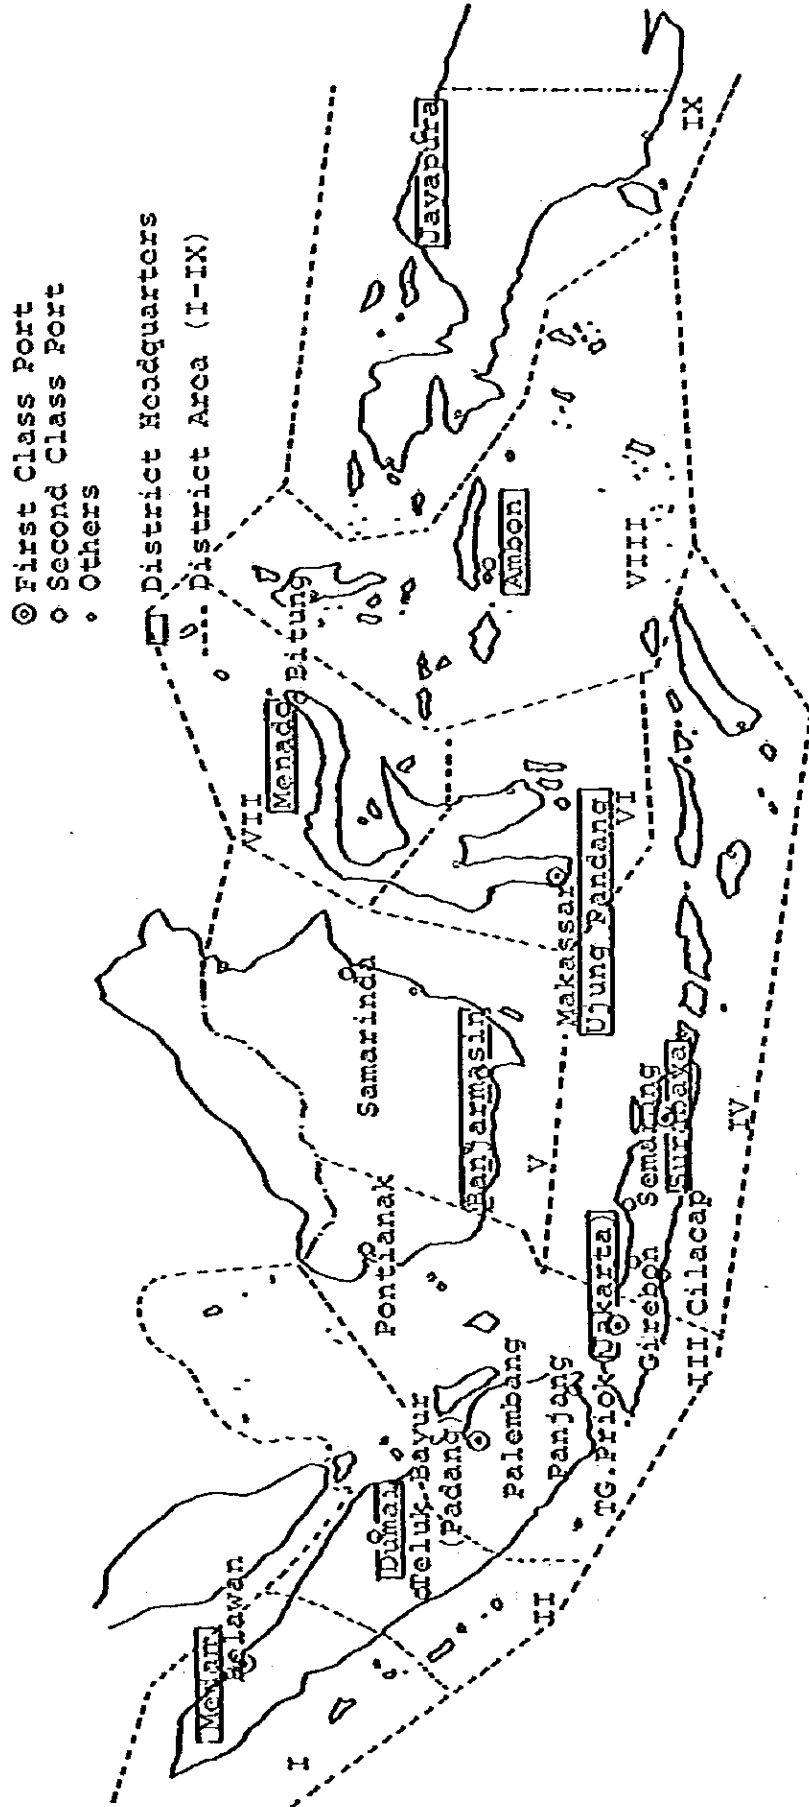 ◎ First Class Port
o Second Class Port
∘ Others
District Headquarters
---- District Area (I-IX)
I
Medan
Belawan
II
Dumai
Teluk Bayur
(Padang)
Palembang
Panjang
TG.Priok
Jakarta
Girebon
III
Cilacap
Semarang
Surabaya
IV
Pontianak
Samarinda
Banjarmasin
V
Makassar
Ujung Pandang
VI
VII
Menado
Bitung
Ambon
VIII
Jayapura
IX